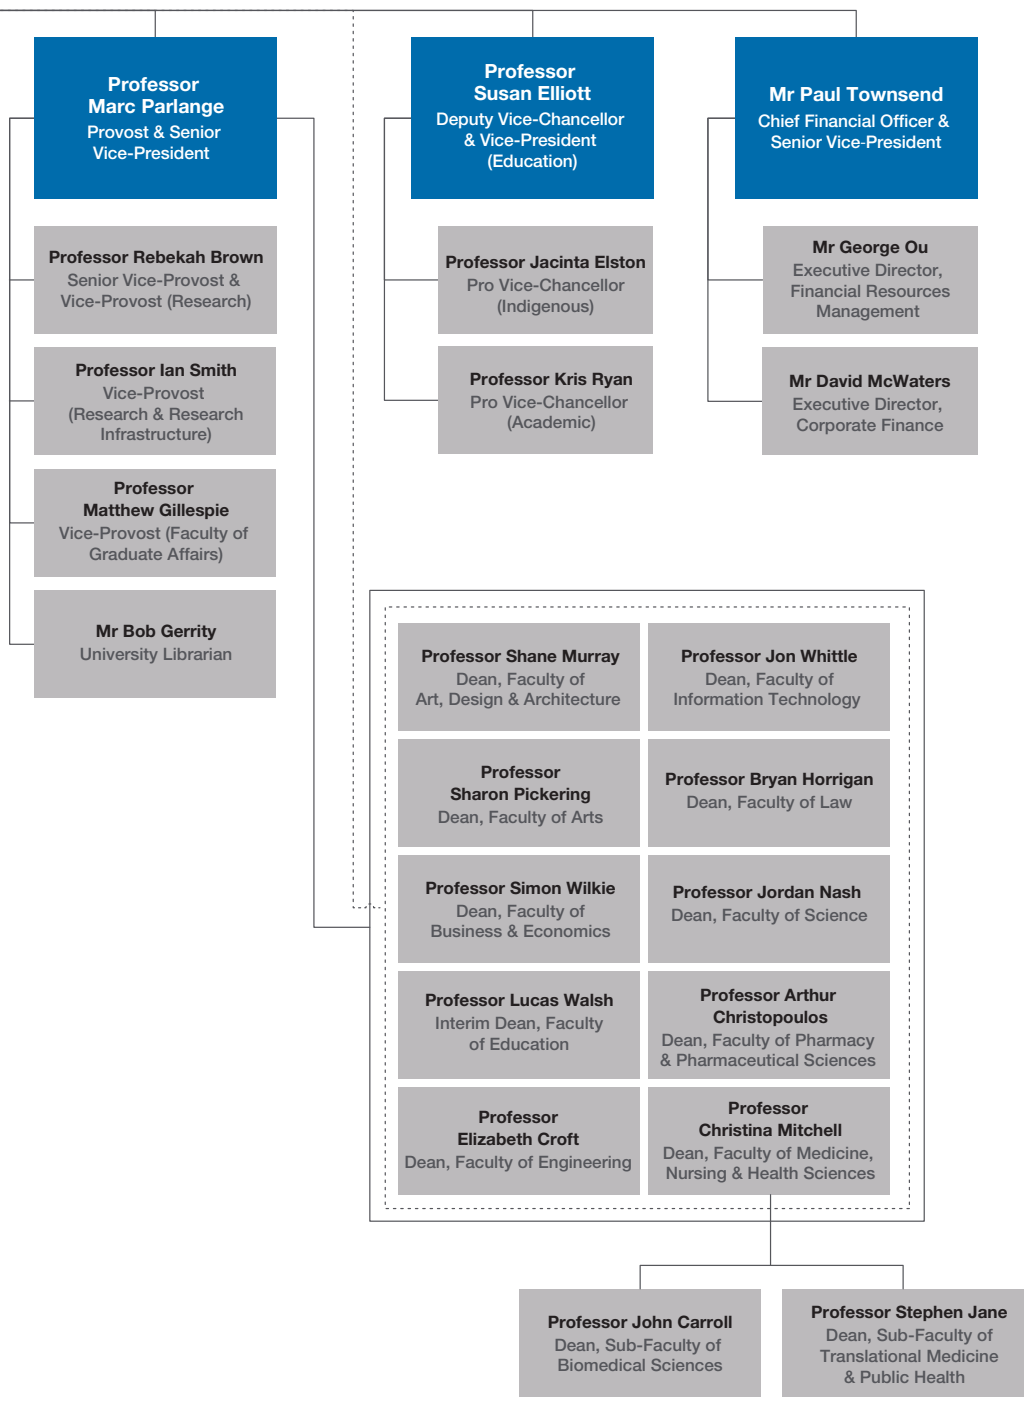 Professor
Marc Parlange
Provost & Senior
Vice-President
Professor Rebekah Brown
Senior Vice-Provost &
Vice-Provost (Research)
Professor Ian Smith
Vice-Provost
(Research & Research
Infrastructure)
Professor
Matthew Gillespie
Vice-Provost (Faculty of
Graduate Affairs)
Mr Bob Gerrity
University Librarian
Professor
Susan Elliott
Deputy Vice-Chancellor
& Vice-President
(Education)
Professor Jacinta Elston
Pro Vice-Chancellor
(Indigenous)
Professor Kris Ryan
Pro Vice-Chancellor
(Academic)
Mr Paul Townsend
Chief Financial Officer &
Senior Vice-President
Mr George Ou
Executive Director,
Financial Resources
Management
Mr David McWaters
Executive Director,
Corporate Finance
Professor Shane Murray
Dean, Faculty of
Art, Design & Architecture
Professor Jon Whittle
Dean, Faculty of
Information Technology
Professor
Sharon Pickering
Dean, Faculty of Arts
Professor Bryan Horrigan
Dean, Faculty of Law
Professor Simon Wilkie
Dean, Faculty of
Business & Economics
Professor Jordan Nash
Dean, Faculty of Science
Professor Lucas Walsh
Interim Dean, Faculty
of Education
Professor Arthur
Christopoulos
Dean, Faculty of Pharmacy
& Pharmaceutical Sciences
Professor
Elizabeth Croft
Dean, Faculty of Engineering
Professor
Christina Mitchell
Dean, Faculty of Medicine,
Nursing & Health Sciences
Professor John Carroll
Dean, Sub-Faculty of
Biomedical Sciences
Professor Stephen Jane
Dean, Sub-Faculty of
Translational Medicine
& Public Health